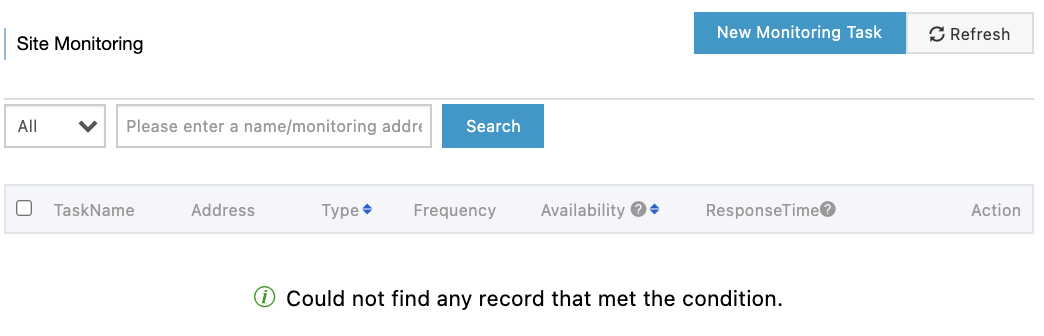 Site Monitoring
New Monitoring Task
Refresh
All
Please enter a name/monitoring addre
Search
TaskName Address Type Frequency Availability ? ResponseTime ? Action
i Could not find any record that met the condition.